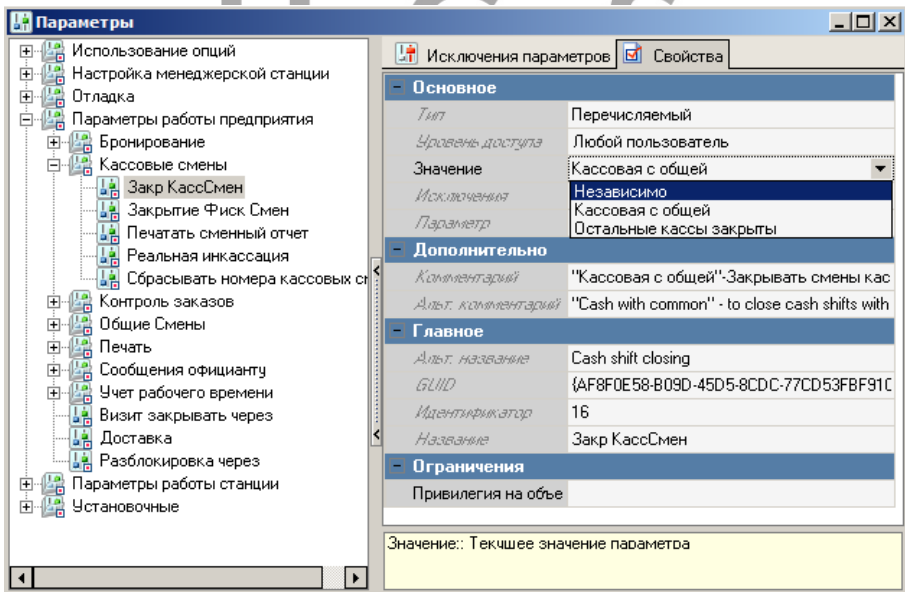 Параметры
Использование опций
Настройка менеджерской станции
Отладка
Параметры работы предприятия
Бронирование
Кассовые смены
Закр КассСмен
Закрытие Фиск Смен
Печатать сменный отчет
Реальная инкассация
Сбрасывать номера кассовых см
Контроль заказов
Общие Смены
Печать
Сообщения официанту
Учет рабочего времени
Визит закрывать через
Доставка
Разблокировка через
Параметры работы станции
Установочные
Исключения параметров Свойства
Основное
Тип Перечисляемый
Уровень доступа Любой пользователь
Значение Кассовая с общей
Исключения Независимо
Кассовая с общей
Параметр Остальные кассы закрыты
Дополнительно
Комментарий "Кассовая с общей"-Закрывать смены кас
Альт. комментарий "Cash with common" - to close cash shifts with
Главное
Альт. название Cash shift closing
GUID {AF8F0E58-B09D-45D5-8CDC-77CD53FBF91C
Идентификатор 16
Название Закр КассСмен
Ограничения
Привилегия на объе
Значение:: Текущее значение параметра